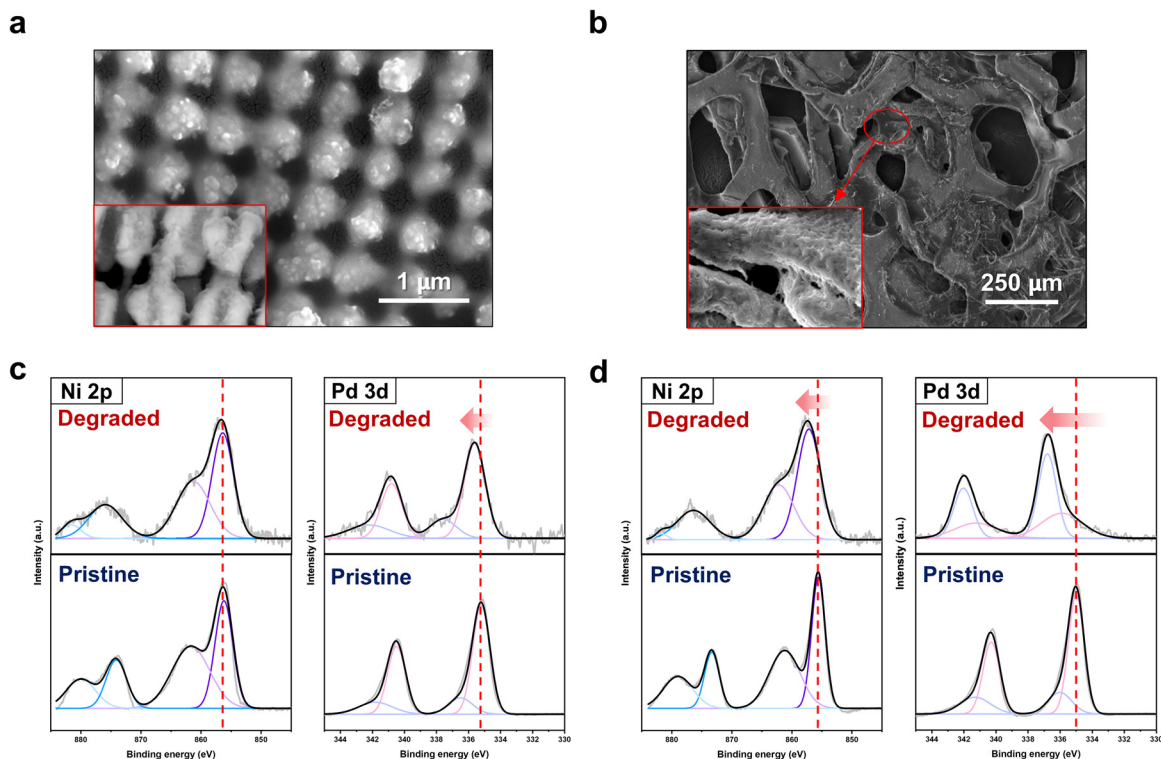 a
1 μm
b
250 μm
c
Ni 2p
Degraded
Pristine
Intensity (a.u.)
880 870 860 850
Binding energy (eV)
Pd 3d
Degraded
Pristine
Intensity (a.u.)
344 342 340 338 336 334 332 330
Binding energy (eV)
d
Ni 2p
Degraded
Pristine
Intensity (a.u.)
880 870 860 850
Binding energy (eV)
Pd 3d
Degraded
Pristine
Intensity (a.u.)
344 342 340 338 336 334 332 330
Binding energy (eV)